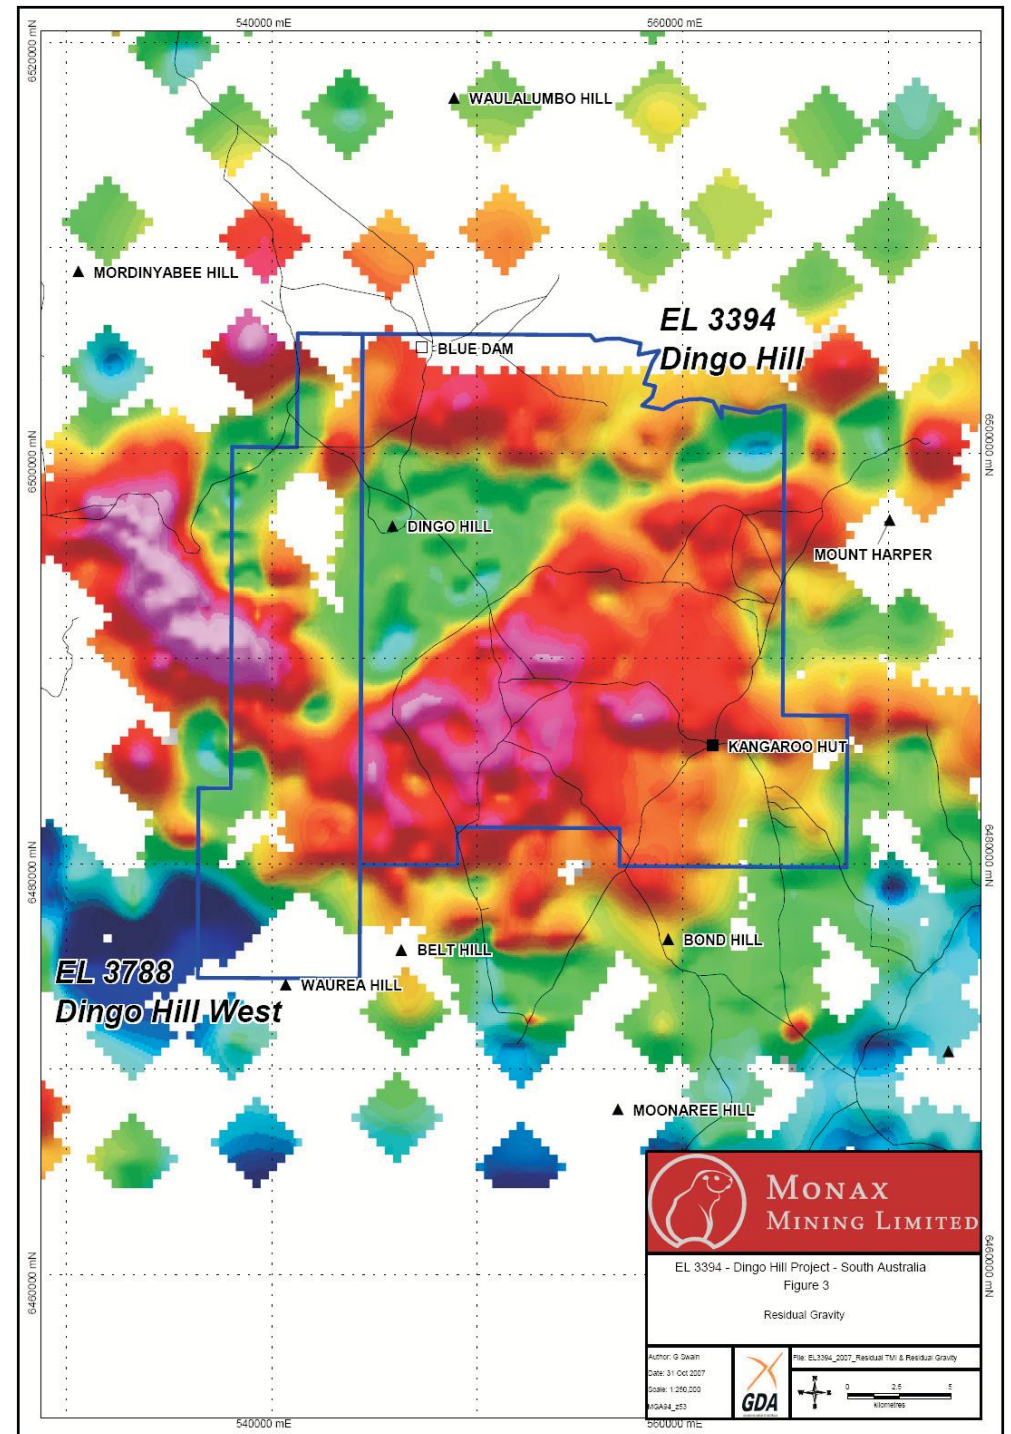 540000 mE
560000 mE
6520000 mN
WAULALUMBO HILL
MORDINYABEE HILL
EL 3394
Dingo Hill
BLUE DAM
6500000 mN
6500000 mN
DINGO HILL
MOUNT HARPER
KANGAROO HUT
6480000 mN
6480000 mN
BOND HILL
BELT HILL
EL 3788
Dingo Hill West
WAUREA HILL
MOONAREE HILL
MONAX
MINING LIMITED
6460000 mN
6460000 mN
EL 3394 - Dingo Hill Project - South Australia
Figure 3
Residual Gravity
Author: G Swain
Date: 31 Oct 2007
Scale: 1:250,000
MGA94_z53
GDA
File: EL3394_2007_Residual TMI & Residual Gravity
N
W
E
S
0 2.5 5
kilometres
540000 mE
560000 mE